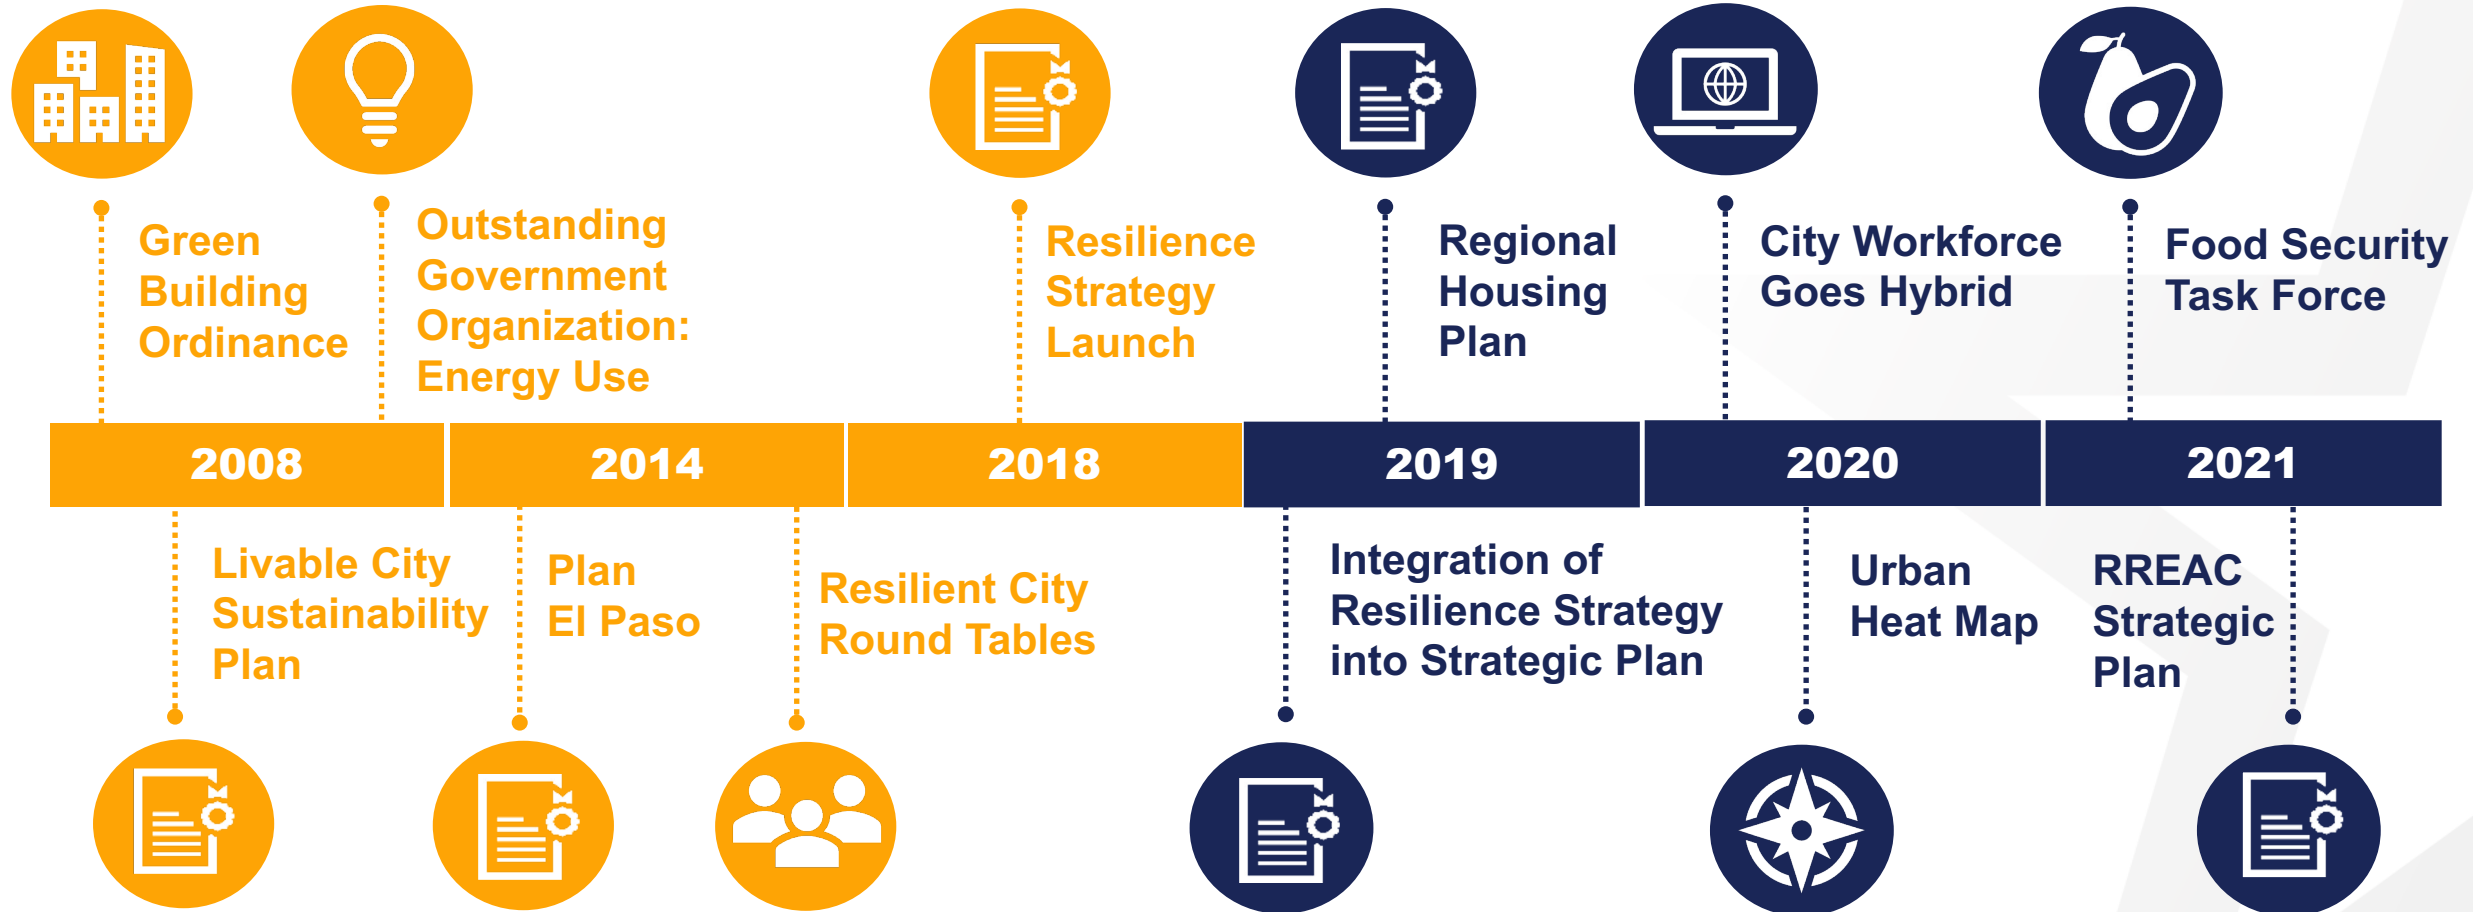 Green
Building
Ordinance
Outstanding
Government
Organization:
Energy Use
Resilience
Strategy
Launch
Regional
Housing
Plan
City Workforce
Goes Hybrid
Food Security
Task Force
2008
2014
2018
2019
2020
2021
Livable City
Sustainability
Plan
Plan
El Paso
Resilient City
Round Tables
Integration of
Resilience Strategy
into Strategic Plan
Urban
Heat Map
RREAC
Strategic
Plan